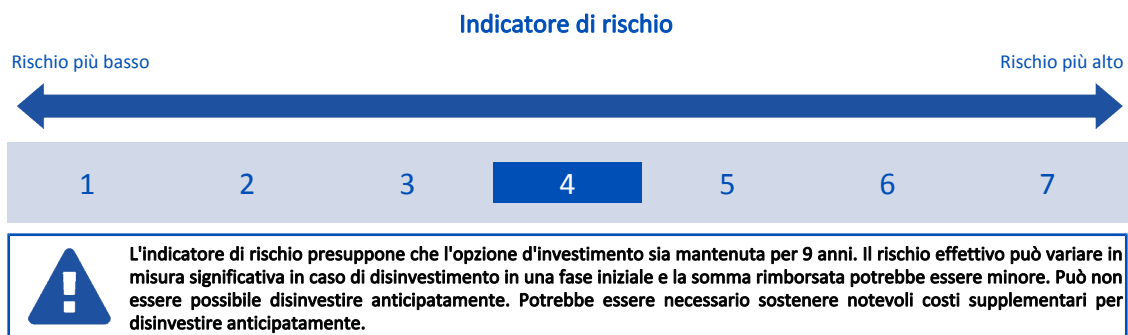 Indicatore di rischio
Rischio più basso
Rischio più alto
1 2 3 4 5 6 7
L'indicatore di rischio presuppone che l'opzione d'investimento sia mantenuta per 9 anni. Il rischio effettivo può variare in
misura significativa in caso di disinvestimento in una fase iniziale e la somma rimborsata potrebbe essere minore. Può non
essere possibile disinvestire anticipatamente. Potrebbe essere necessario sostenere notevoli costi supplementari per
disinvestire anticipatamente.